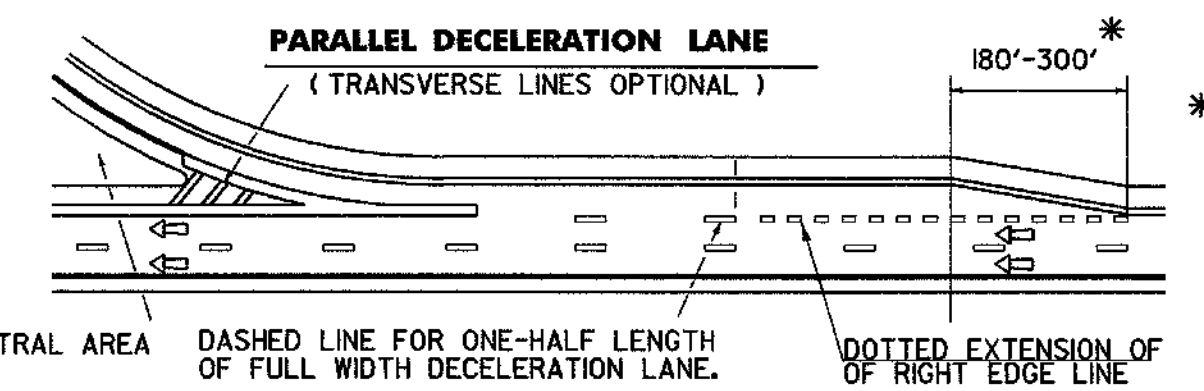 PARALLEL DECELERATION LANE
( TRANSVERSE LINES OPTIONAL )
180'-300' *
*
TRAL AREA
DASHED LINE FOR ONE-HALF LENGTH
OF FULL WIDTH DECELERATION LANE.
DOTTED EXTENSION OF
OF RIGHT EDGE LINE